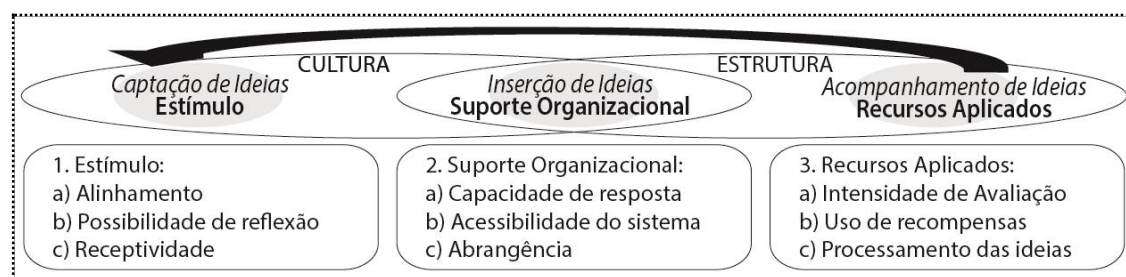 CULTURA
ESTRUTURA
Captação de Ideias
Estímulo
Inserção de Ideias
Suporte Organizacional
Acompanhamento de Ideias
Recursos Aplicados
1. Estímulo:
a) Alinhamento
b) Possibilidade de reflexão
c) Receptividade
2. Suporte Organizacional:
a) Capacidade de resposta
b) Acessibilidade do sistema
c) Abrangência
3. Recursos Aplicados:
a) Intensidade de Avaliação
b) Uso de recompensas
c) Processamento das ideias